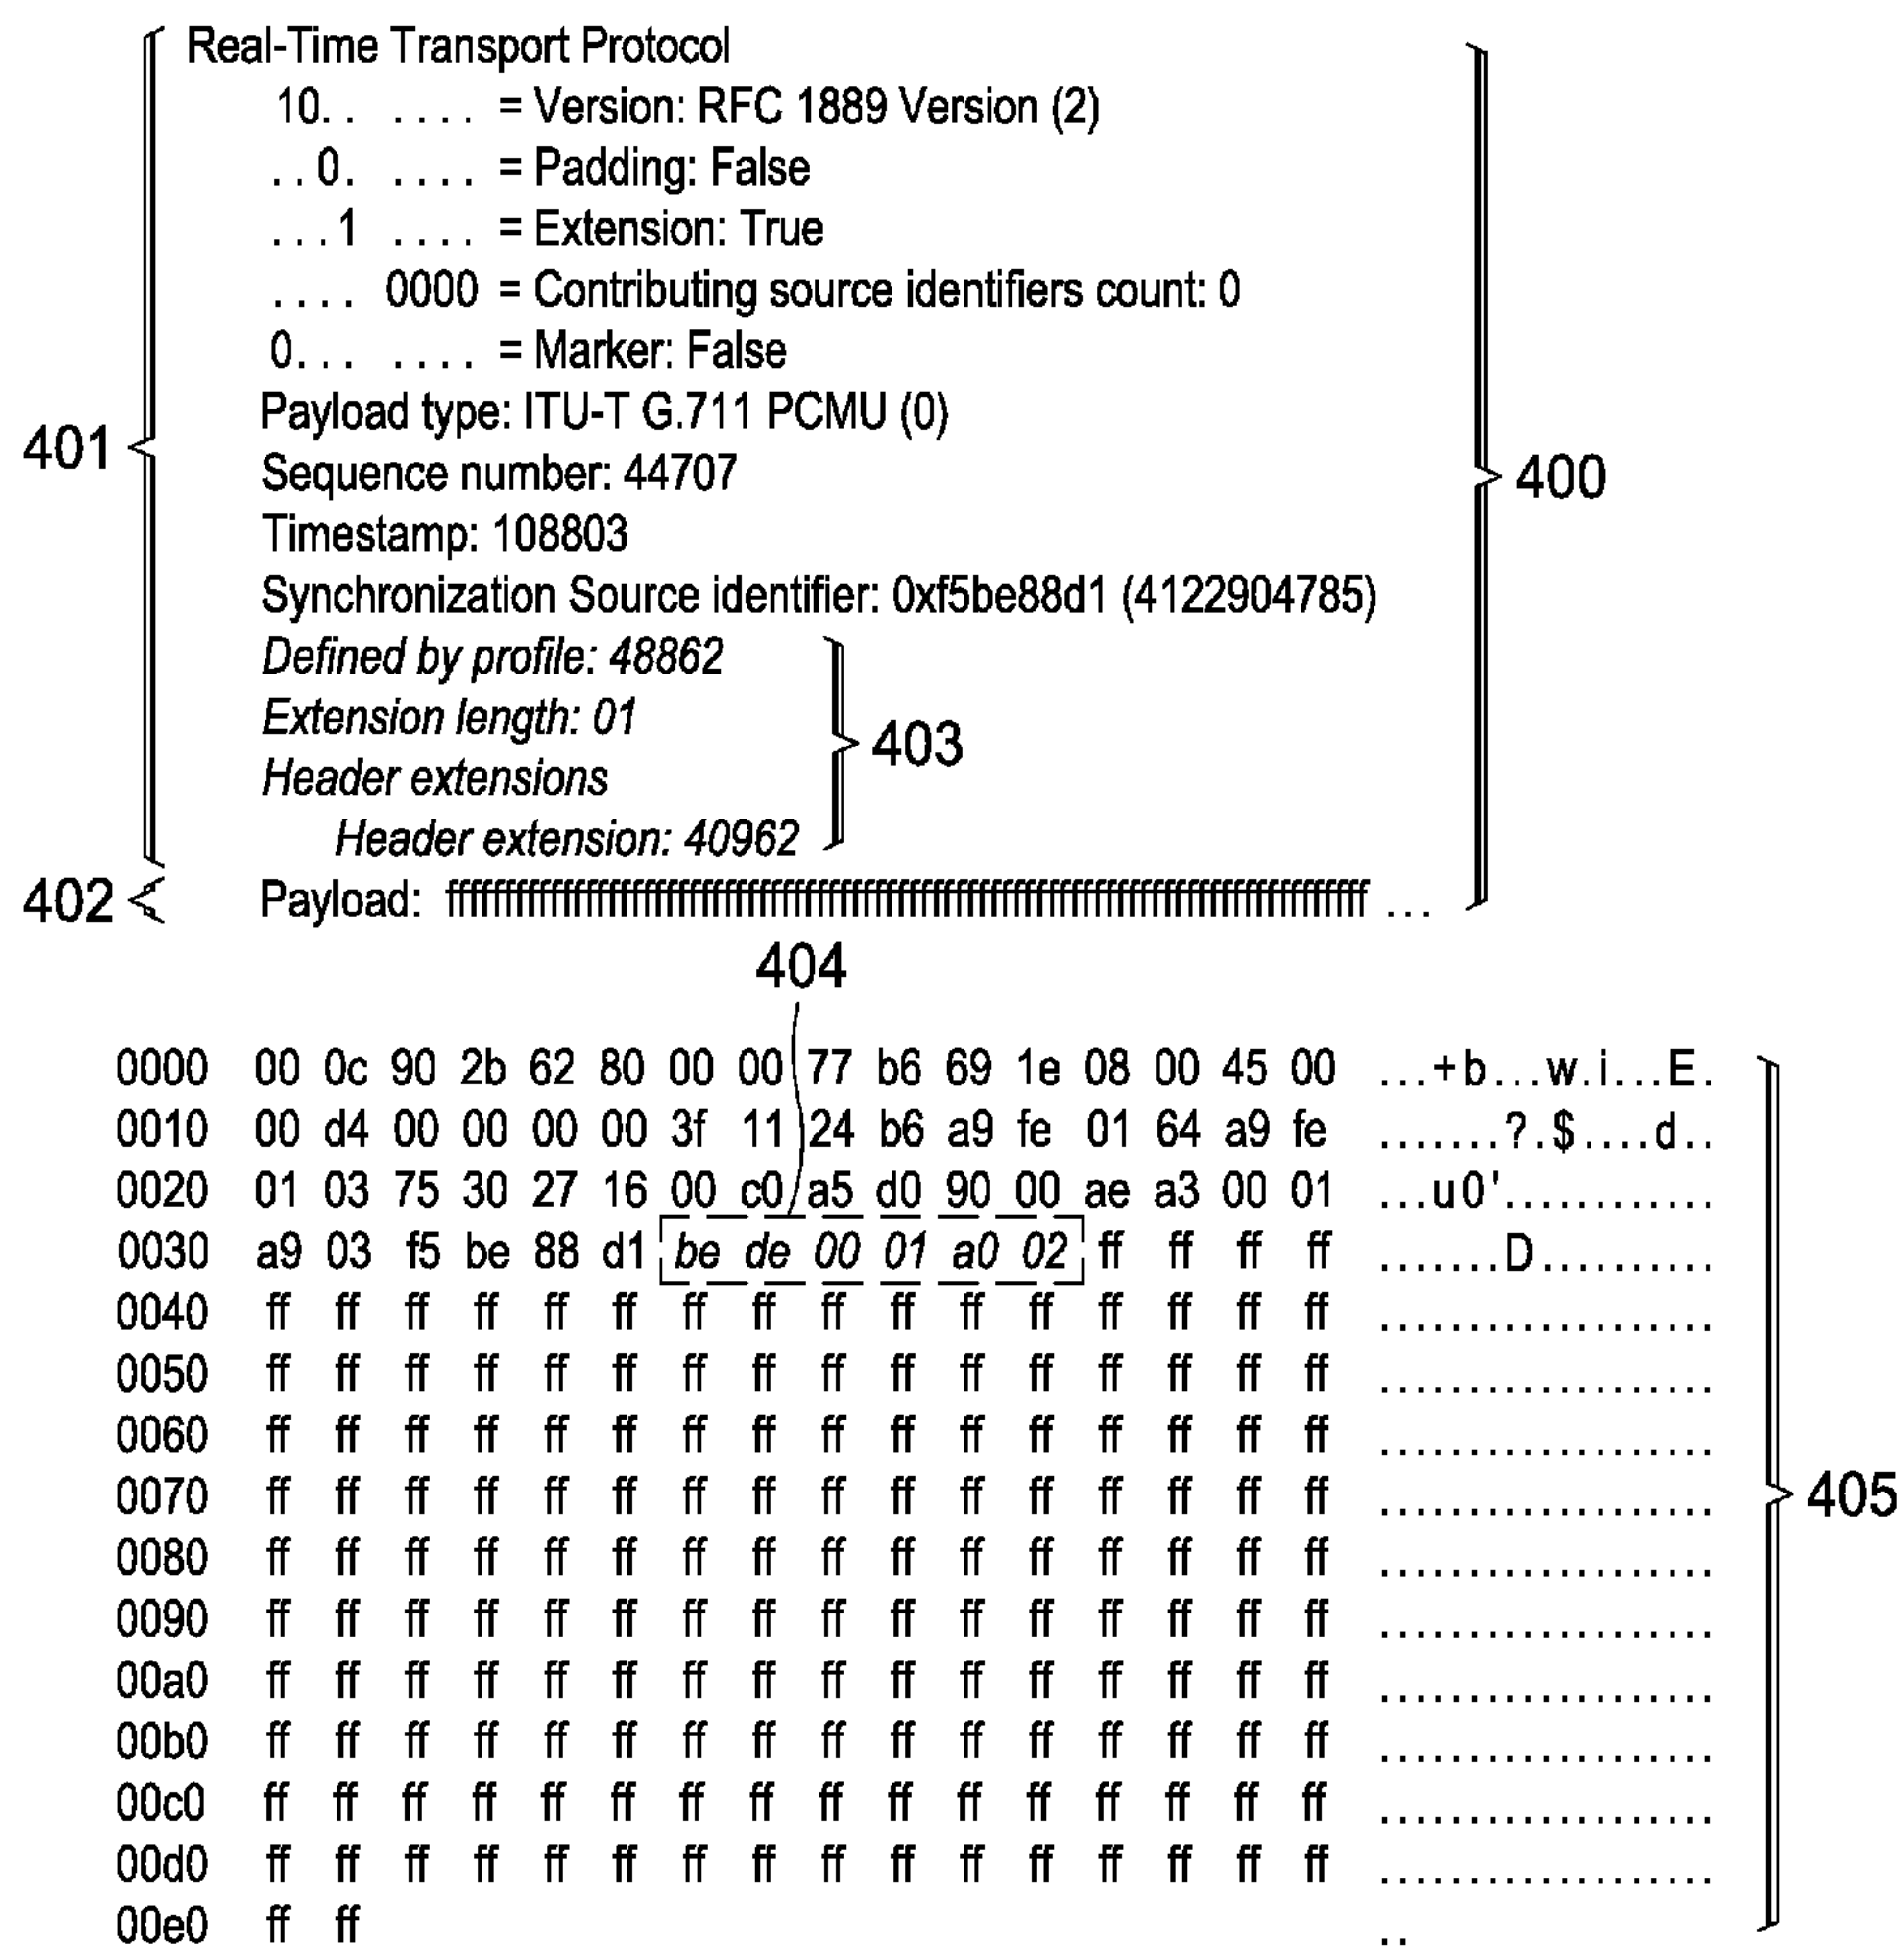 Real-Time Transport Protocol
10.. .... = Version: RFC 1889 Version (2)
..0. .... = Padding: False
...1 .... = Extension: True
.... 0000 = Contributing source identifiers count: 0
0... .... = Marker: False
Payload type: ITU-T G.711 PCMU (0)
401
Sequence number: 44707
400
Timestamp: 108803
Synchronization Source identifier: 0xf5be88d1 (4122904785)
Defined by profile: 48862
Extension length: 01
403
Header extensions
Header extension: 40962
402
Payload: ffffffffffffffffffffffffffffffffffffffffffffffffffffffffffffffffffffffffffffff ...
404
0000 00 0c 90 2b 62 80 00 00 77 b6 69 1e 08 00 45 00 ...+b...w.i...E.
0010 00 d4 00 00 00 00 3f 11 24 b6 a9 fe 01 64 a9 fe .......?.$....d..
0020 01 03 75 30 27 16 00 c0 a5 d0 90 00 ae a3 00 01 ...u0'............
0030 a9 03 f5 be 88 d1 be de 00 01 a0 02 ff ff ff ff .......D..........
0040 ff ff ff ff ff ff ff ff ff ff ff ff ff ff ff ff ...................
0050 ff ff ff ff ff ff ff ff ff ff ff ff ff ff ff ff ...................
0060 ff ff ff ff ff ff ff ff ff ff ff ff ff ff ff ff ...................
0070 ff ff ff ff ff ff ff ff ff ff ff ff ff ff ff ff ...................
405
0080 ff ff ff ff ff ff ff ff ff ff ff ff ff ff ff ff ...................
0090 ff ff ff ff ff ff ff ff ff ff ff ff ff ff ff ff ...................
00a0 ff ff ff ff ff ff ff ff ff ff ff ff ff ff ff ff ...................
00b0 ff ff ff ff ff ff ff ff ff ff ff ff ff ff ff ff ...................
00c0 ff ff ff ff ff ff ff ff ff ff ff ff ff ff ff ff ...................
00d0 ff ff ff ff ff ff ff ff ff ff ff ff ff ff ff ff ...................
00e0 ff ff ..